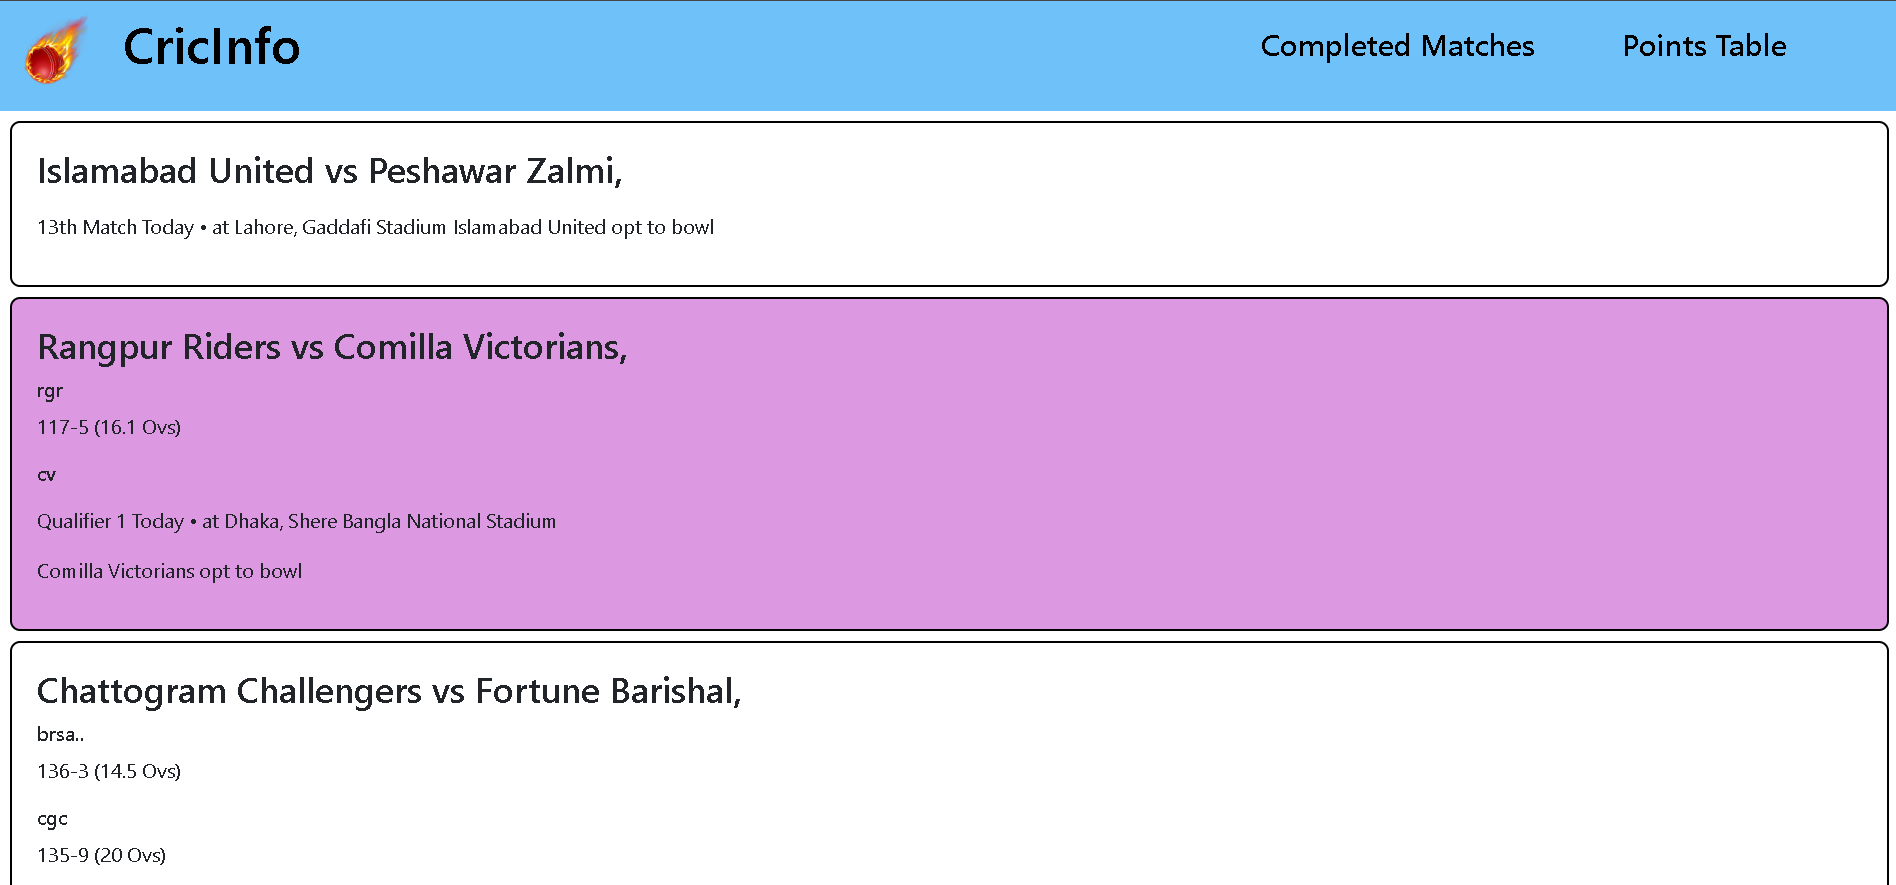 CricInfo
Completed Matches
Points Table
Islamabad United vs Peshawar Zalmi,
13th Match Today • at Lahore, Gaddafi Stadium Islamabad United opt to bowl
Rangpur Riders vs Comilla Victorians,
rgr
117-5 (16.1 Ovs)
cv
Qualifier 1 Today • at Dhaka, Shere Bangla National Stadium
Comilla Victorians opt to bowl
Chattogram Challengers vs Fortune Barishal,
brsa..
136-3 (14.5 Ovs)
cgc
135-9 (20 Ovs)